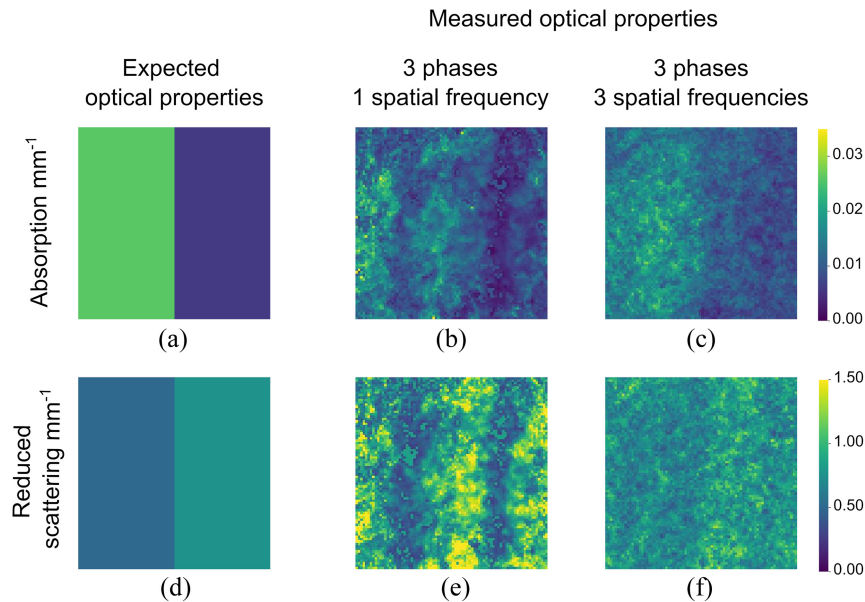 Measured optical properties
Expected
optical properties
3 phases
1 spatial frequency
3 phases
3 spatial frequencies
Absorption mm-1
0.03
0.02
0.01
0.00
(a)
(b)
(c)
Reduced
scattering mm-1
1.50
1.00
0.50
0.00
(d)
(e)
(f)